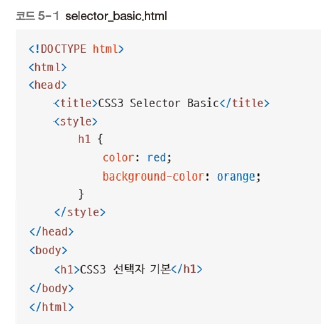 코드 5-1 selector_basic.html
<!DOCTYPE html>
<html>
<head>
    <title>CSS3 Selector Basic</title>
    <style>
        h1 {
            color: red;
            background-color: orange;
        }
    </style>
</head>
<body>
    <h1>CSS3 선택자 기본</h1>
</body>
</html>